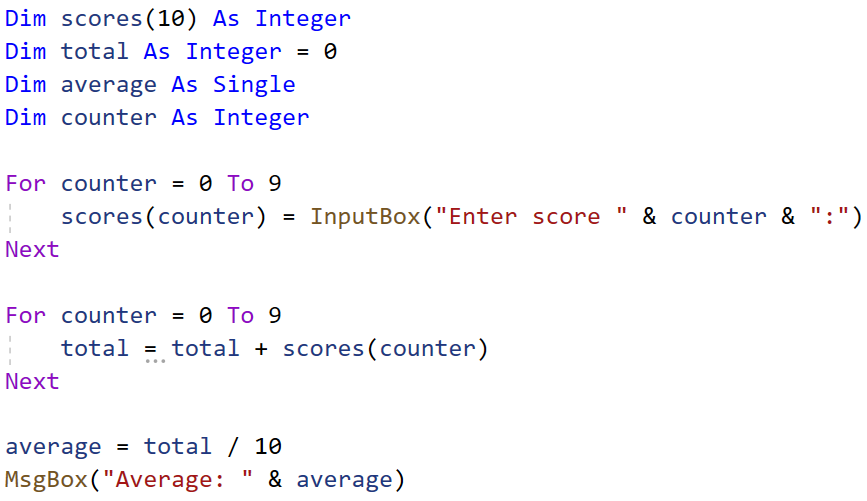 Dim scores(10) As Integer
Dim total As Integer = 0
Dim average As Single
Dim counter As Integer

For counter = 0 To 9
    scores(counter) = InputBox("Enter score " & counter & ":")
Next

For counter = 0 To 9
    total = total + scores(counter)
Next

average = total / 10
MsgBox("Average: " & average)